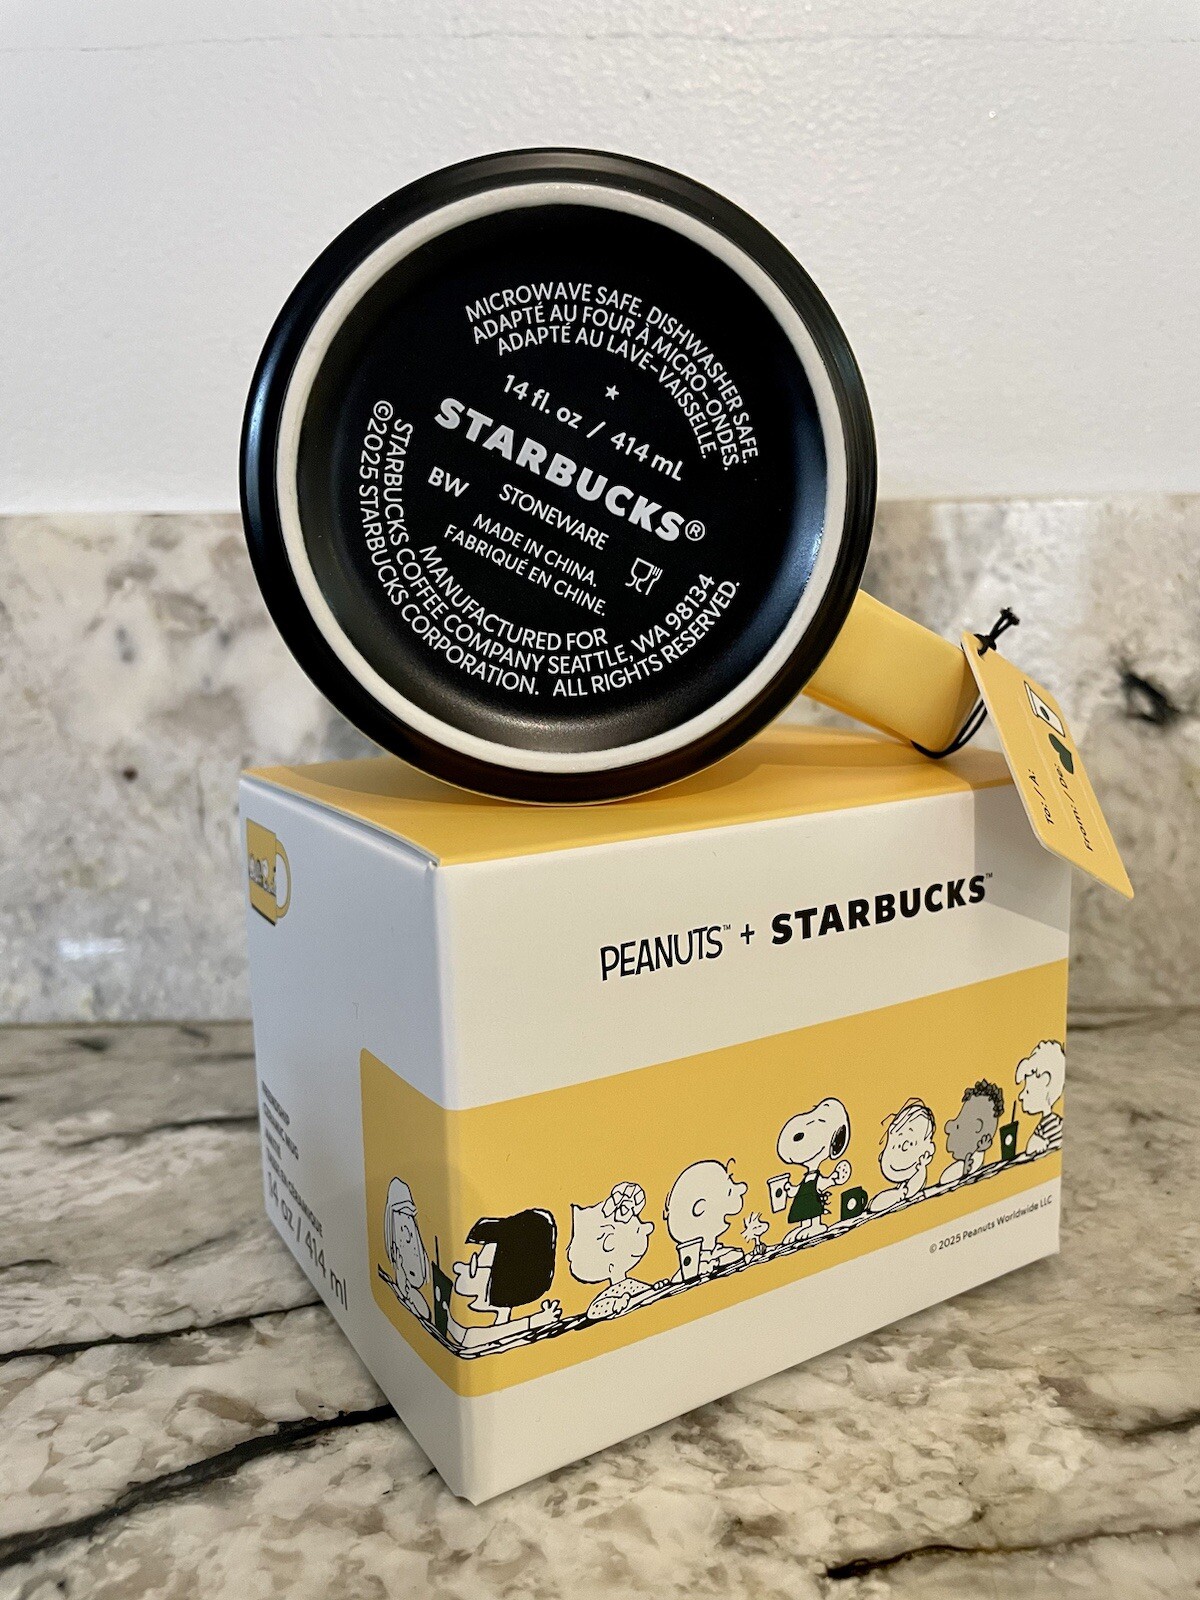 MICROWAVE SAFE. DISHWASHER SAFE.
ADAPTÉ AU FOUR À MICRO-ONDES.
ADAPTÉ AU LAVE-VAISSELLE.
14 fl. oz / 414 mL
STARBUCKS®
BW STONEWARE
MADE IN CHINA.
FABRIQUÉ EN CHINE.
MANUFACTURED FOR
STARBUCKS COFFEE COMPANY SEATTLE, WA 98134
©2025 STARBUCKS CORPORATION. ALL RIGHTS RESERVED.
To: / À:
From: / De:
PEANUTS™ + STARBUCKS™
14 oz / 414 ml
© 2025 Peanuts Worldwide LLC